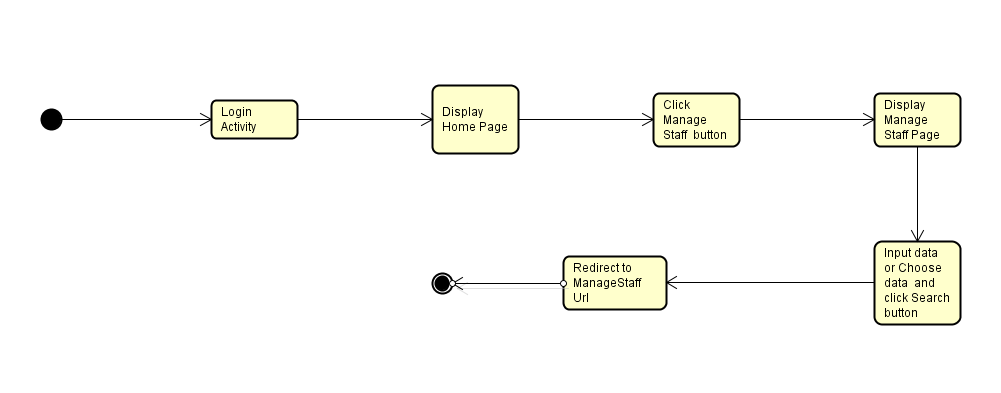 Login
Activity
Display
Home Page
Click
Manage
Staff button
Display
Manage
Staff Page
Input data
or Choose
data and
click Search
button
Redirect to
ManageStaff
Url